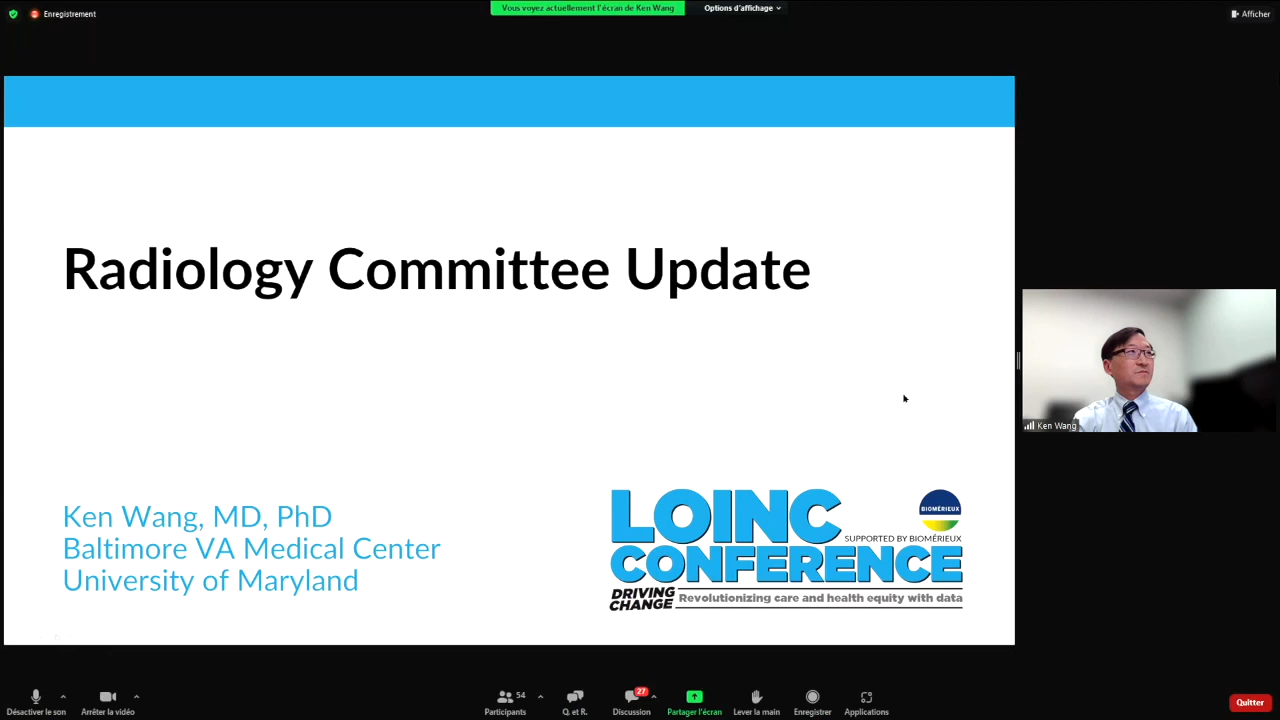 Enregistrement
Vous voyez actuellement l'écran de Ken Wang
Options d'affichage
Afficher
Radiology Committee Update
Ken Wang, MD, PhD
Baltimore VA Medical Center
University of Maryland
LOINC
CONFERENCE
BIOMÉRIEUX
SUPPORTED BY BIOMÉRIEUX
DRIVING
CHANGE
Revolutionizing care and health equity with data
Ken Wang
Désactiver le son
Arrêter la vidéo
54
Participants
Q. et R.
27
Discussion
Partager l'écran
Lever la main
Enregistrer
Applications
Quitter